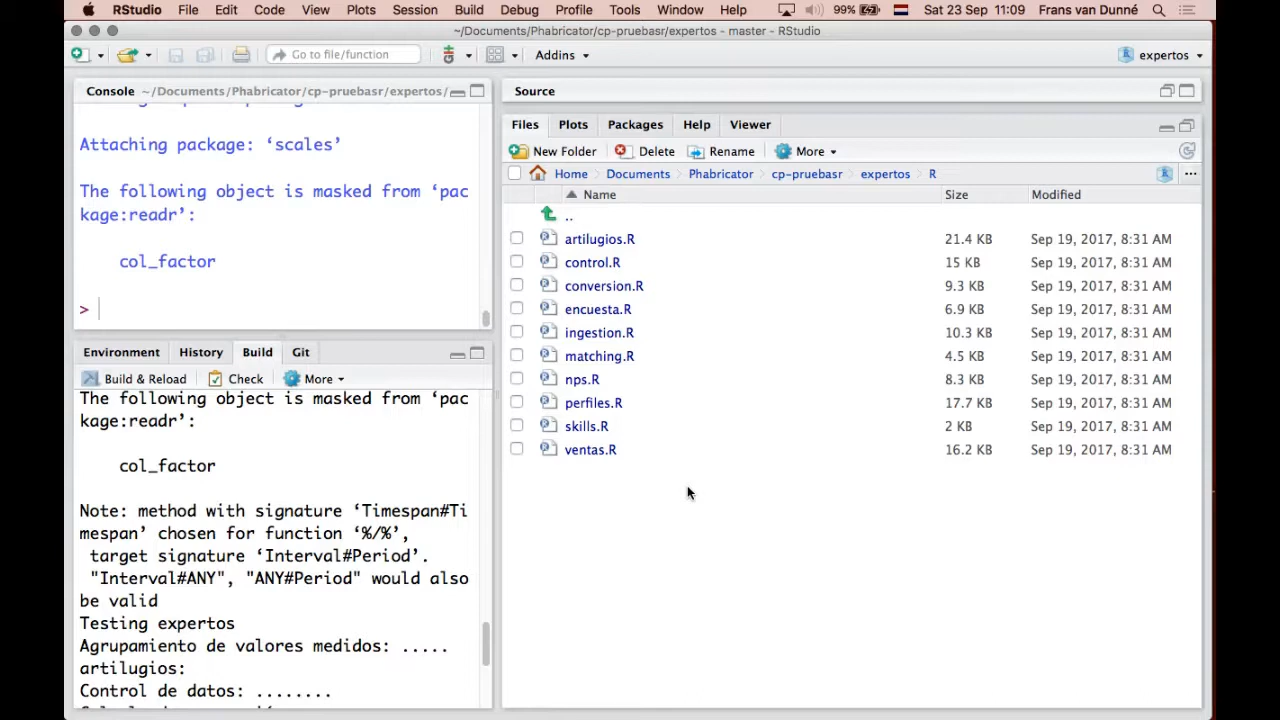 RStudio File Edit Code View Plots Session Build Debug Profile Tools Window Help 99% Sat 23 Sep 11:09 Frans van Dunné
~/Documents/Phabricator/cp-pruebasr/expertos - master - RStudio
Go to file/function Addins expertos
Console ~/Documents/Phabricator/cp-pruebasr/expertos/
Attaching package: ‘scales’
The following object is masked from ‘pac
kage:readr’:
col_factor
>
Environment History Build Git
Build & Reload Check More
The following object is masked from ‘pac
kage:readr’:
col_factor
Note: method with signature ‘Timespan#Ti
mespan’ chosen for function ‘%/%’,
target signature ‘Interval#Period’.
"Interval#ANY", "ANY#Period" would also
be valid
Testing expertos
Agrupamiento de valores medidos: .....
artilugios:
Control de datos: ........
Source
Files Plots Packages Help Viewer
New Folder Delete Rename More
Home Documents Phabricator cp-pruebasr expertos R
Name Size Modified
..
artilugios.R 21.4 KB Sep 19, 2017, 8:31 AM
control.R 15 KB Sep 19, 2017, 8:31 AM
conversion.R 9.3 KB Sep 19, 2017, 8:31 AM
encuesta.R 6.9 KB Sep 19, 2017, 8:31 AM
ingestion.R 10.3 KB Sep 19, 2017, 8:31 AM
matching.R 4.5 KB Sep 19, 2017, 8:31 AM
nps.R 8.3 KB Sep 19, 2017, 8:31 AM
perfiles.R 17.7 KB Sep 19, 2017, 8:31 AM
skills.R 2 KB Sep 19, 2017, 8:31 AM
ventas.R 16.2 KB Sep 19, 2017, 8:31 AM